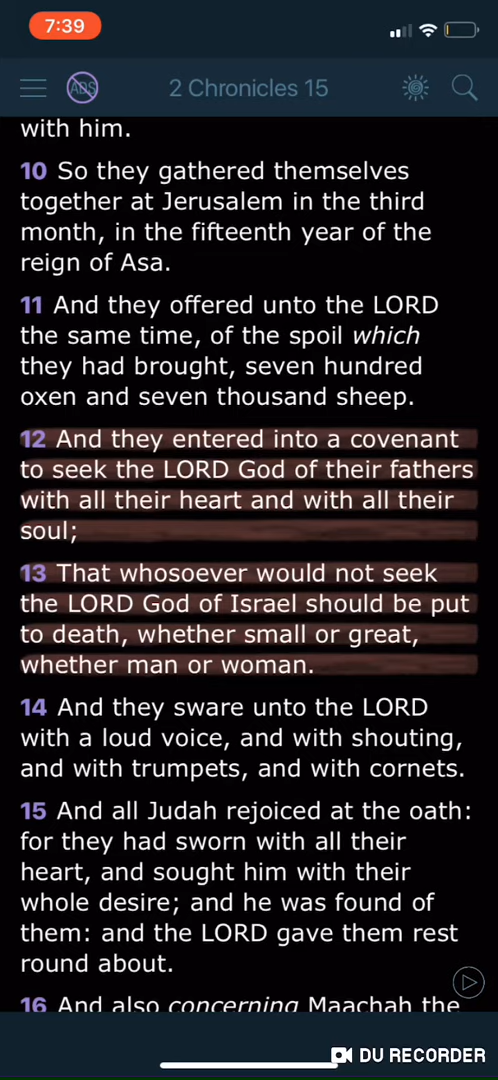 7:39
ADS
2 Chronicles 15
with him.
10 So they gathered themselves
together at Jerusalem in the third
month, in the fifteenth year of the
reign of Asa.
11 And they offered unto the LORD
the same time, of the spoil which
they had brought, seven hundred
oxen and seven thousand sheep.
12 And they entered into a covenant
to seek the LORD God of their fathers
with all their heart and with all their
soul;
13 That whosoever would not seek
the LORD God of Israel should be put
to death, whether small or great,
whether man or woman.
14 And they sware unto the LORD
with a loud voice, and with shouting,
and with trumpets, and with cornets.
15 And all Judah rejoiced at the oath:
for they had sworn with all their
heart, and sought him with their
whole desire; and he was found of
them: and the LORD gave them rest
round about.
16 And also concerning Maachah the
DU RECORDER